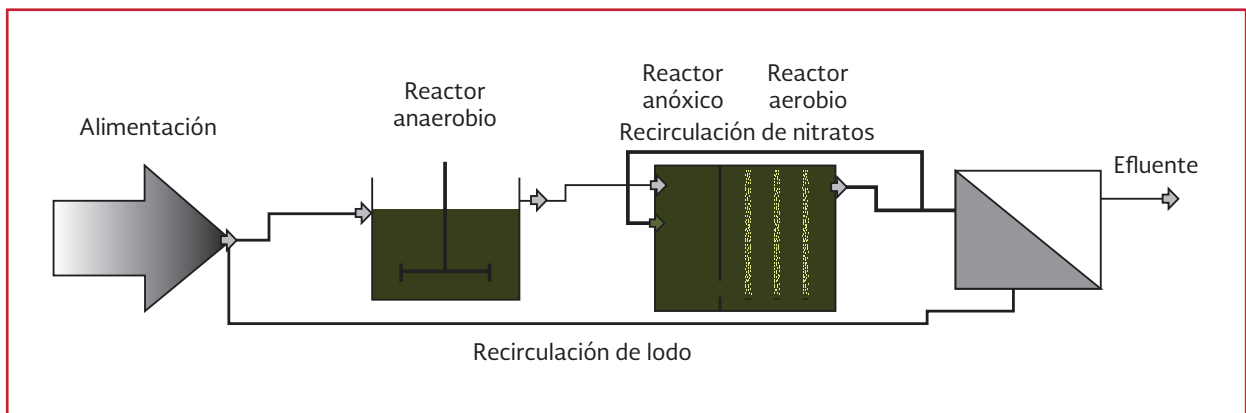 Alimentación
Reactor
anaerobio
Reactor
anóxico
Reactor
aerobio
Recirculación de nitratos
Efluente
Recirculación de lodo